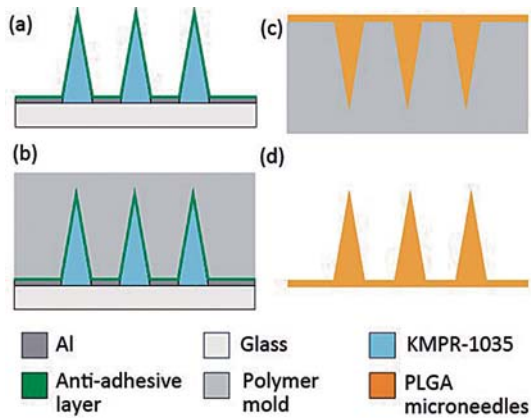 (a)
(c)
(b)
(d)
Al
Glass
KMPR-1035
Anti-adhesive
layer
Polymer
mold
PLGA
microneedles